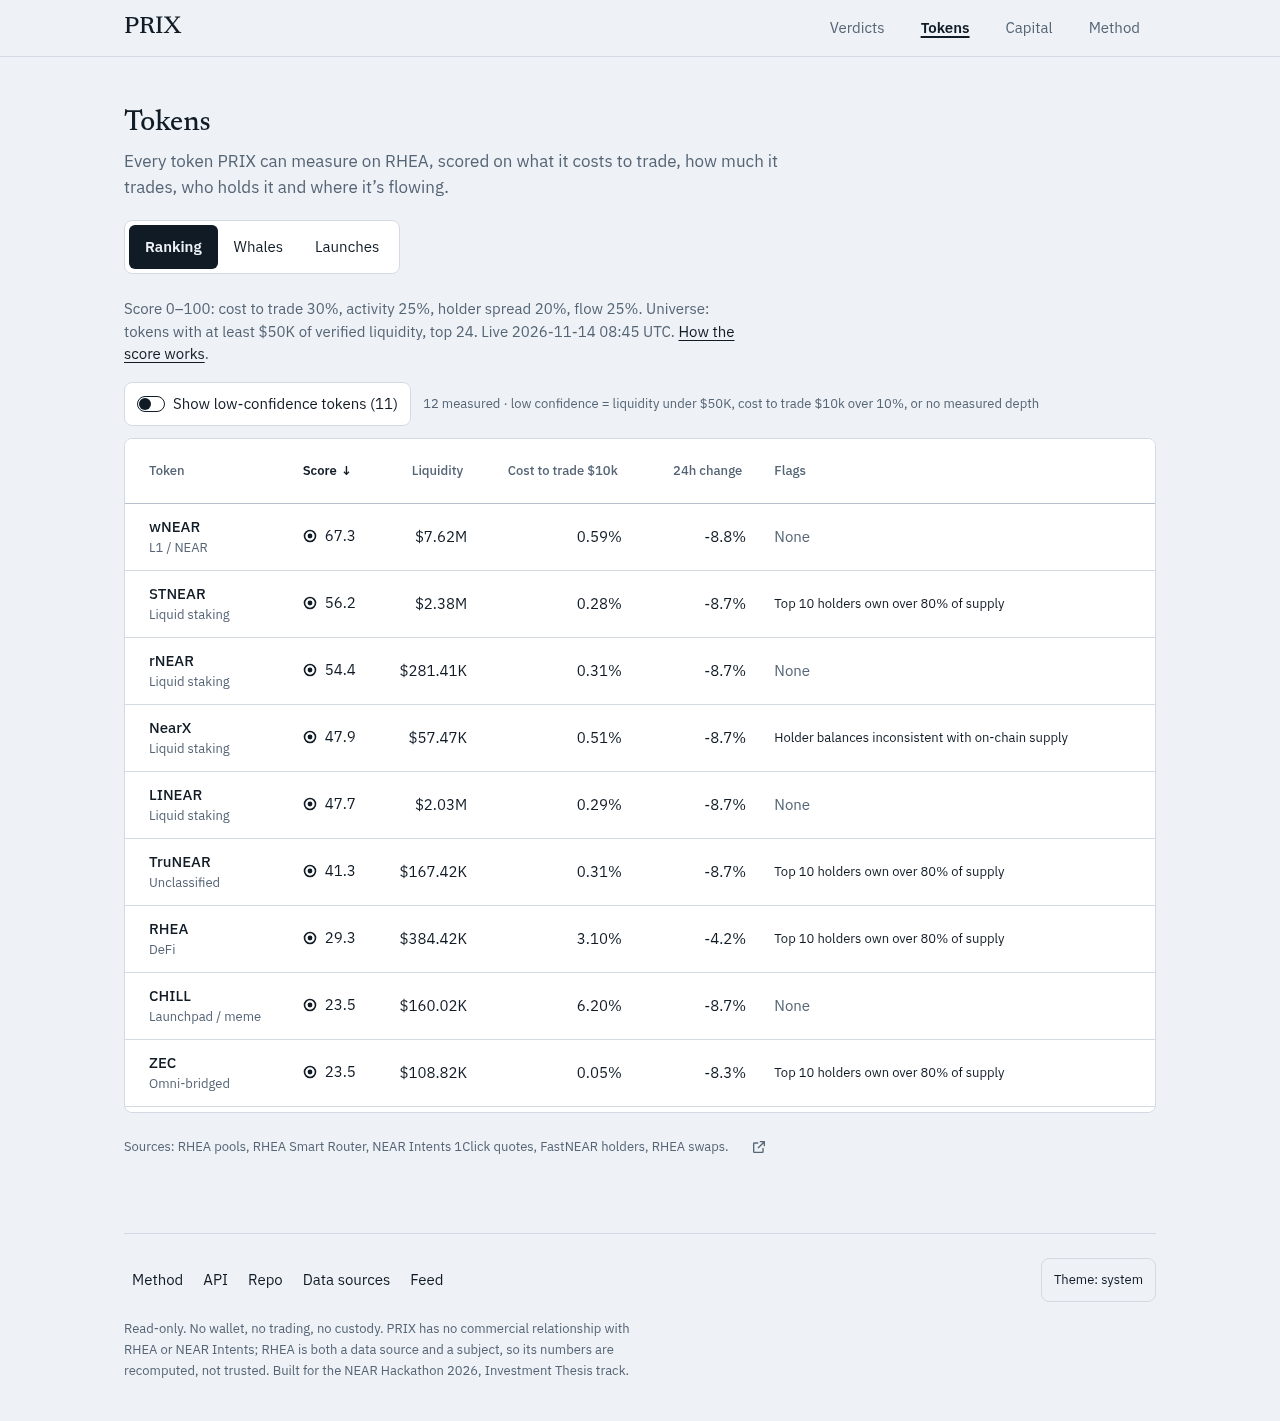 PRIX
Verdicts Tokens Capital Method
Tokens
Every token PRIX can measure on RHEA, scored on what it costs to trade, how much it
trades, who holds it and where it’s flowing.
Ranking Whales Launches
Score 0–100: cost to trade 30%, activity 25%, holder spread 20%, flow 25%. Universe:
tokens with at least $50K of verified liquidity, top 24. Live 2026-11-14 08:45 UTC. How the
score works.
Show low-confidence tokens (11) 12 measured · low confidence = liquidity under $50K, cost to trade $10k over 10%, or no measured depth
Token Score ↓ Liquidity Cost to trade $10k 24h change Flags
wNEAR
L1 / NEAR
67.3 $7.62M 0.59% -8.8% None
STNEAR
Liquid staking
56.2 $2.38M 0.28% -8.7% Top 10 holders own over 80% of supply
rNEAR
Liquid staking
54.4 $281.41K 0.31% -8.7% None
NearX
Liquid staking
47.9 $57.47K 0.51% -8.7% Holder balances inconsistent with on-chain supply
LINEAR
Liquid staking
47.7 $2.03M 0.29% -8.7% None
TruNEAR
Unclassified
41.3 $167.42K 0.31% -8.7% Top 10 holders own over 80% of supply
RHEA
DeFi
29.3 $384.42K 3.10% -4.2% Top 10 holders own over 80% of supply
CHILL
Launchpad / meme
23.5 $160.02K 6.20% -8.7% None
ZEC
Omni-bridged
23.5 $108.82K 0.05% -8.3% Top 10 holders own over 80% of supply
Sources: RHEA pools, RHEA Smart Router, NEAR Intents 1Click quotes, FastNEAR holders, RHEA swaps.
Method API Repo Data sources Feed
Theme: system
Read-only. No wallet, no trading, no custody. PRIX has no commercial relationship with
RHEA or NEAR Intents; RHEA is both a data source and a subject, so its numbers are
recomputed, not trusted. Built for the NEAR Hackathon 2026, Investment Thesis track.